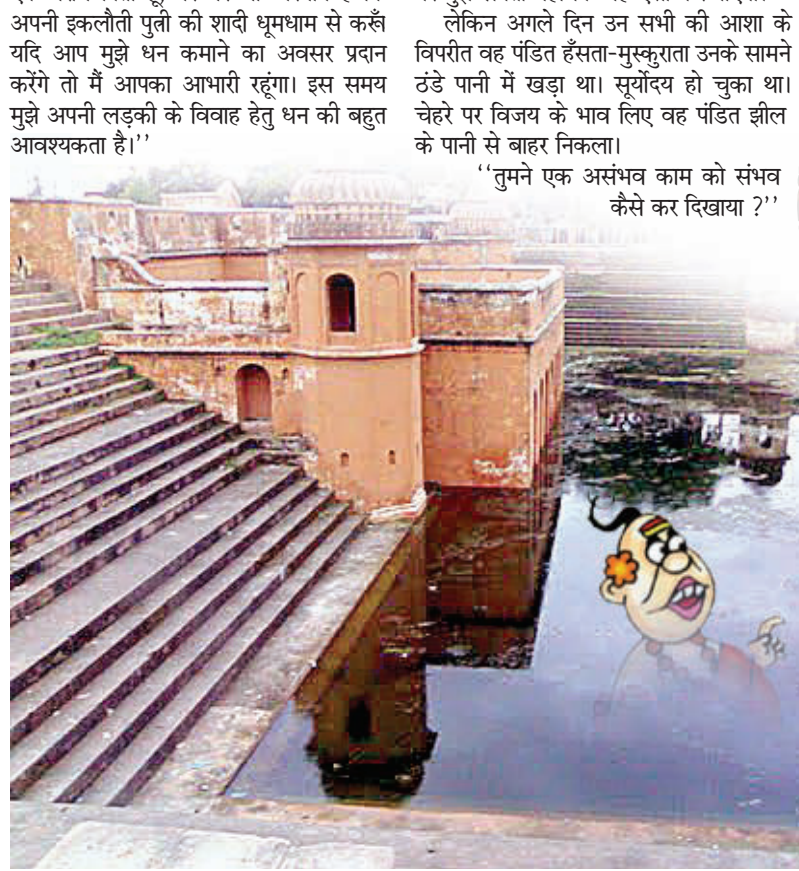 अपनी इकलौती पुत्री की शादी धूमधाम से करूँ
यदि आप मुझे धन कमाने का अवसर प्रदान
करेंगे तो मैं आपका आभारी रहूंगा। इस समय
मुझे अपनी लड़की के विवाह हेतु धन की बहुत
आवश्यकता है।’’
लेकिन अगले दिन उन सभी की आशा के
विपरीत वह पंडित हँसता-मुस्कुराता उनके सामने
ठंडे पानी में खड़ा था। सूर्योदय हो चुका था।
चेहरे पर विजय के भाव लिए वह पंडित झील
के पानी से बाहर निकला।
‘‘तुमने एक असंभव काम को संभव
कैसे कर दिखाया ?’’